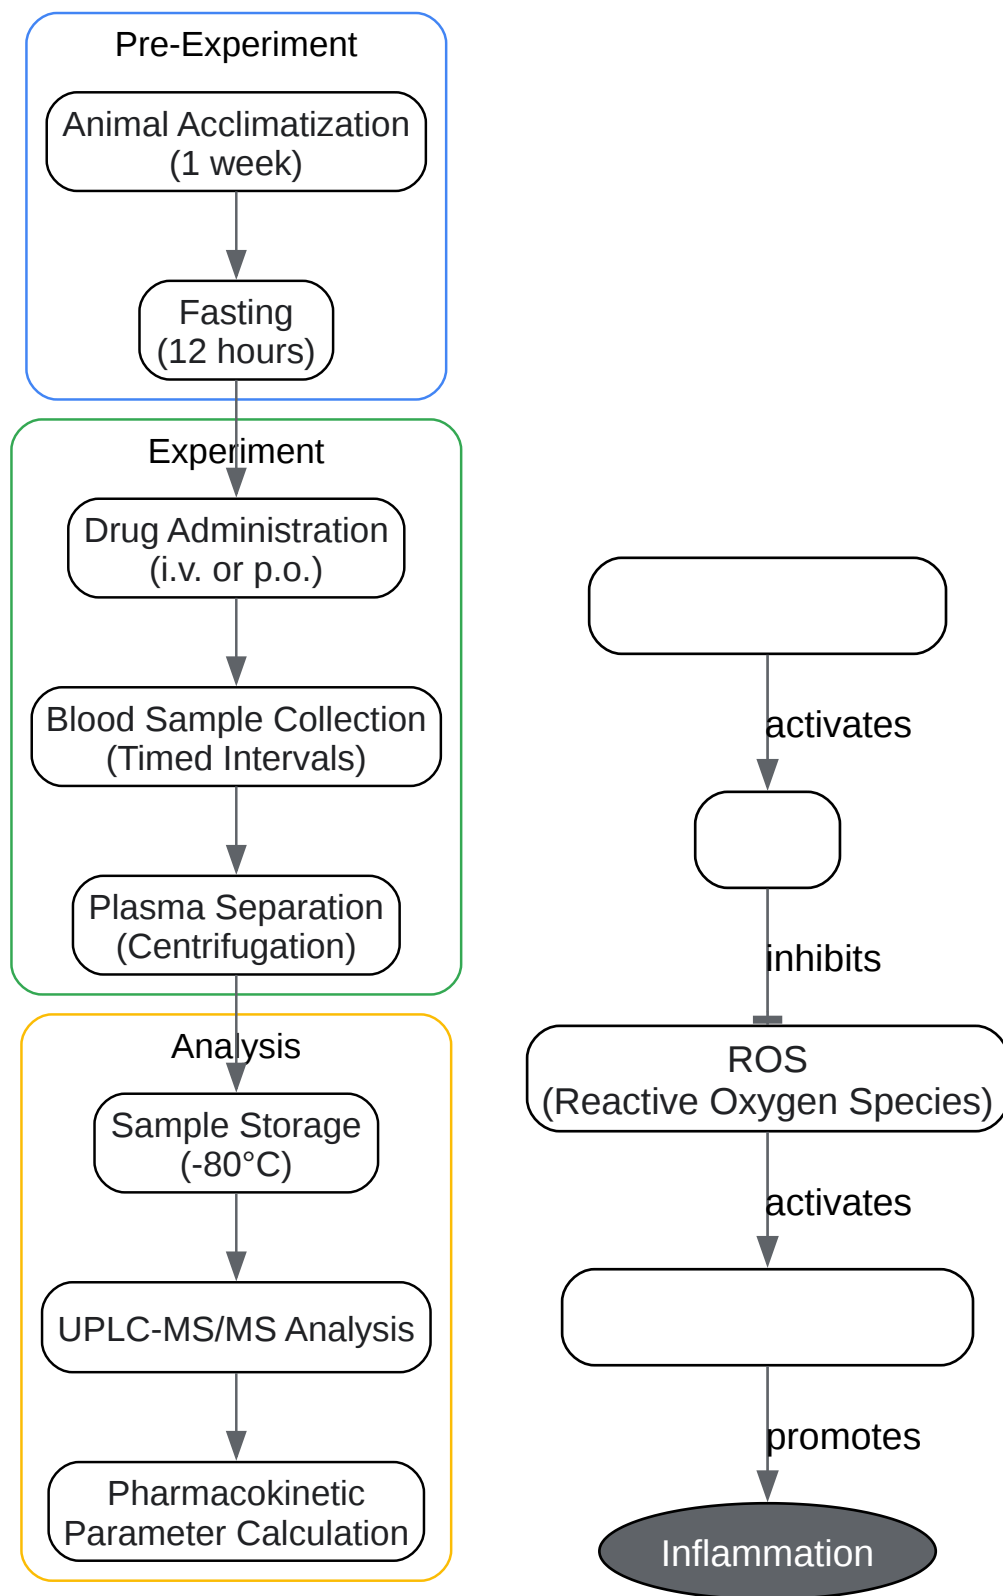 Pre-Experiment
Animal Acclimatization
(1 week)
Fasting
(12 hours)
Experiment
Drug Administration
(i.v. or p.o.)
Blood Sample Collection
(Timed Intervals)
Plasma Separation
(Centrifugation)
Analysis
Sample Storage
(-80°C)
UPLC-MS/MS Analysis
Pharmacokinetic
Parameter Calculation
activates
inhibits
ROS
(Reactive Oxygen Species)
activates
promotes
Inflammation